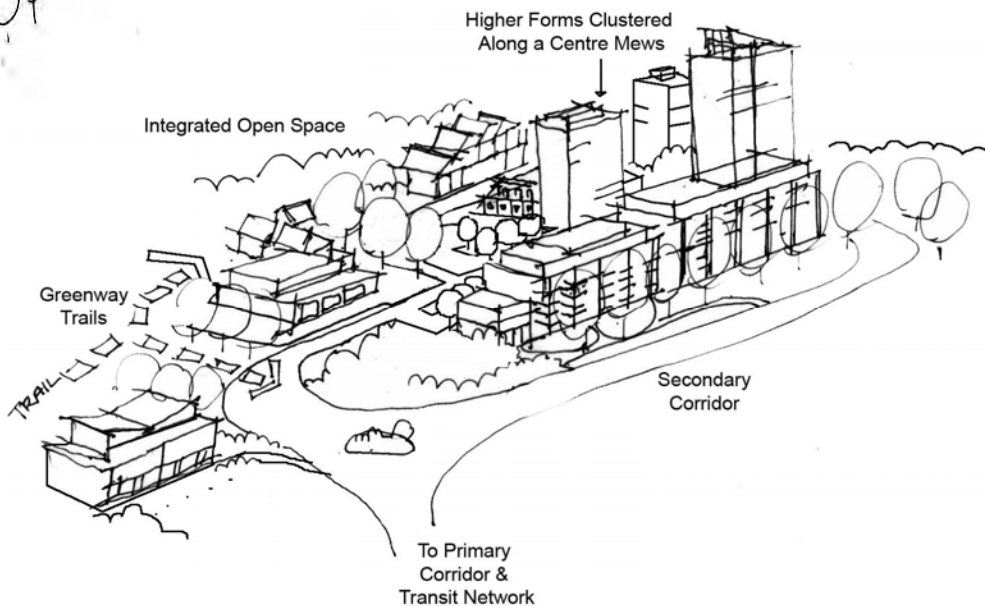 Higher Forms Clustered
Along a Centre Mews
Integrated Open Space
Greenway
Trails
TRAIL
Secondary
Corridor
To Primary
Corridor &
Transit Network